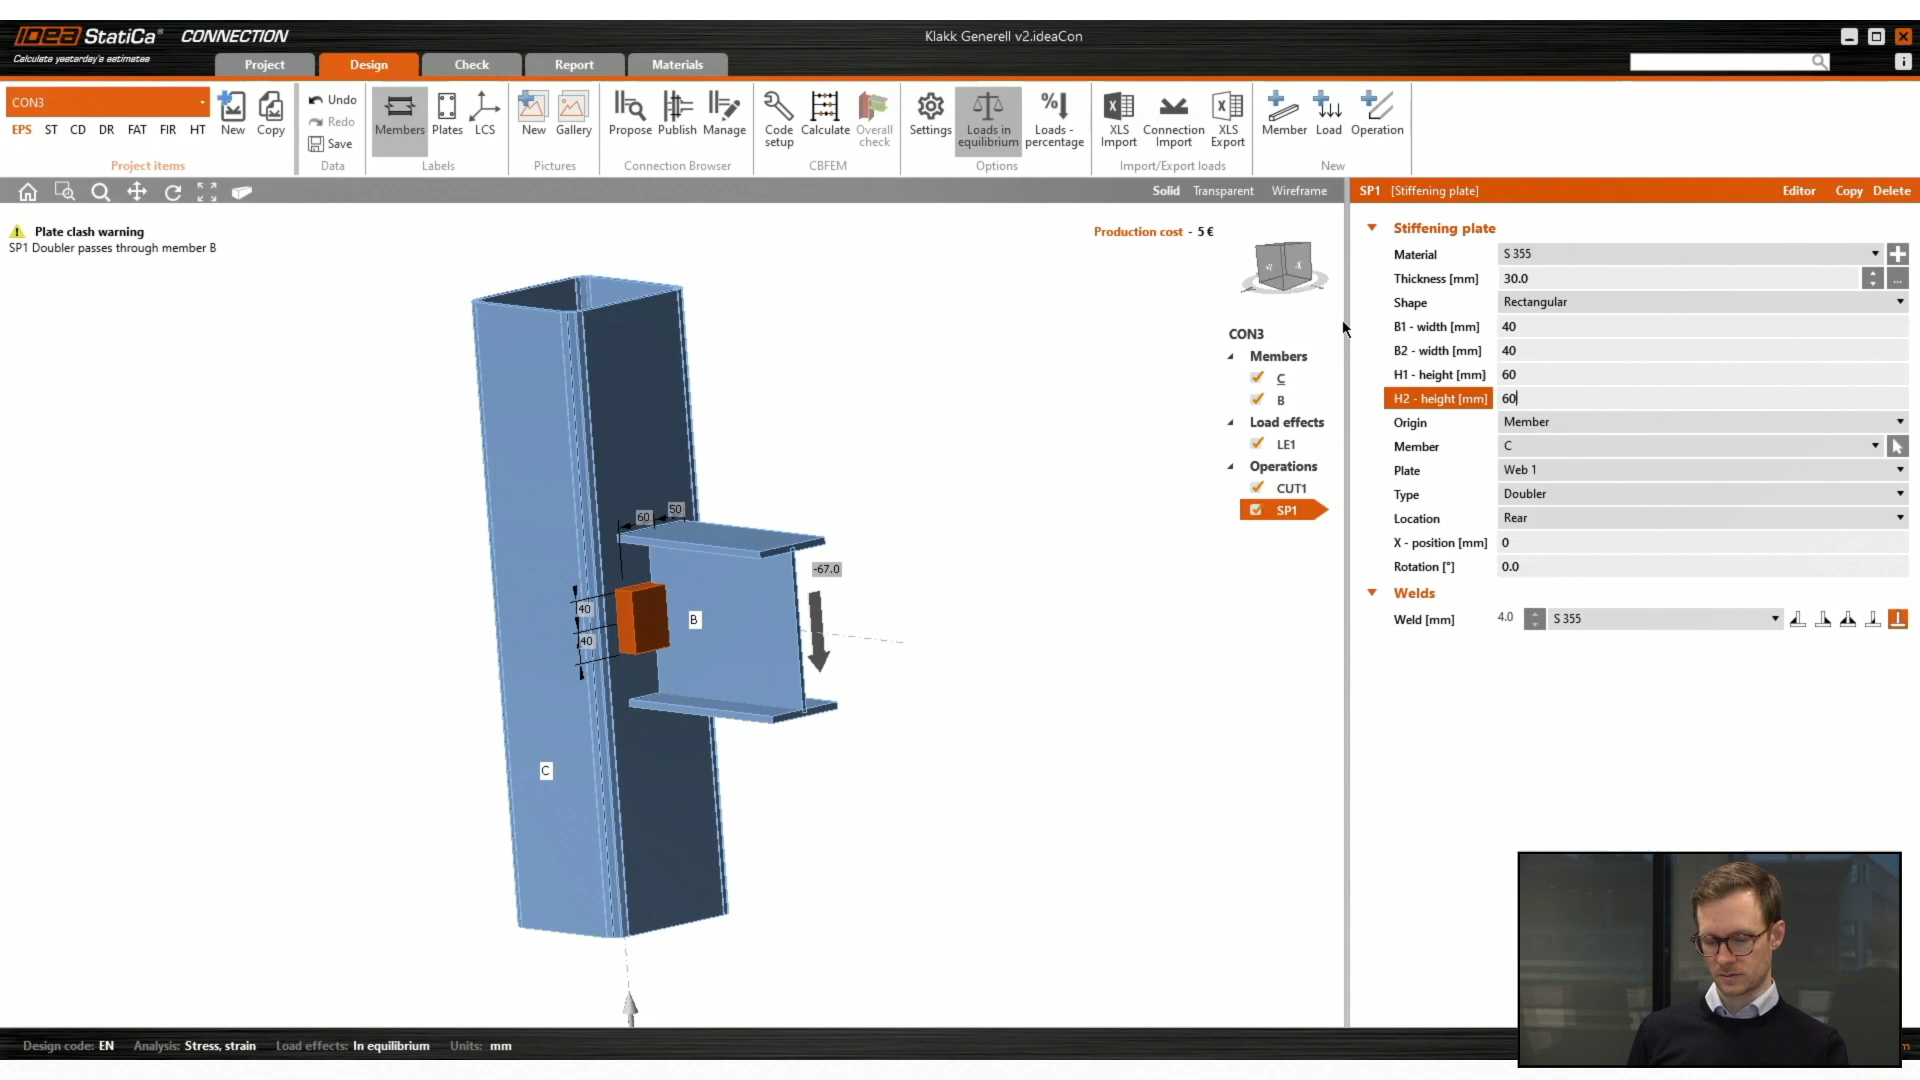 IDEA StatiCa® CONNECTION
Calculate yesterday's estimates
Klakk Generell v2.ideaCon
Project Design Check Report Materials
CON3
EPS ST CD DR FAT FIR HT
New Copy
Project items
Undo
Redo
Save
Data
Members Plates LCS
Labels
New Gallery
Pictures
Propose Publish Manage
Connection Browser
Code setup Calculate Overall check
CBFEM
Settings Loads in equilibrium Loads - percentage
Options
XLS Import Connection Import XLS Export
Import/Export loads
Member Load Operation
New
Solid Transparent Wireframe
SP1 [Stiffening plate] Editor Copy Delete
Plate clash warning
SP1 Doubler passes through member B
Production cost - 5 €
+Y -X
CON3
Members
C
B
Load effects
LE1
Operations
CUT1
SP1
60 50
-67.0
40
40
B
C
Stiffening plate
Material S 355
Thickness [mm] 30.0 ...
Shape Rectangular
B1 - width [mm] 40
B2 - width [mm] 40
H1 - height [mm] 60
H2 - height [mm] 60
Origin Member
Member C
Plate Web 1
Type Doubler
Location Rear
X - position [mm] 0
Rotation [°] 0.0
Welds
Weld [mm] 4.0 S 355
Design code: EN Analysis: Stress, strain Load effects: In equilibrium Units: mm